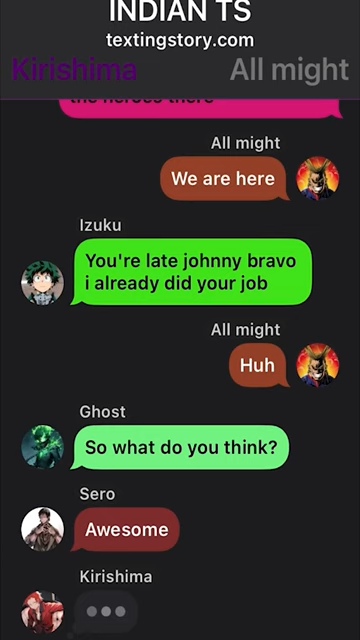 INDIAN TS
textingstory.com
Kirishima
All might
the heroes there
All might
We are here
Izuku
You're late johnny bravo
i already did your job
All might
Huh
Ghost
So what do you think?
Sero
Awesome
Kirishima